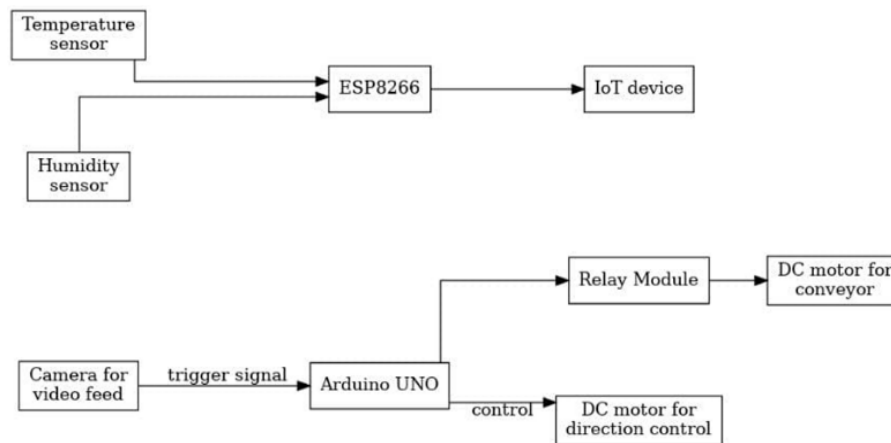 Temperature
sensor
ESP8266
IoT device
Humidity
sensor
Relay Module
DC motor for
conveyor
Camera for
video feed
trigger signal
Arduino UNO
control
DC motor for
direction control